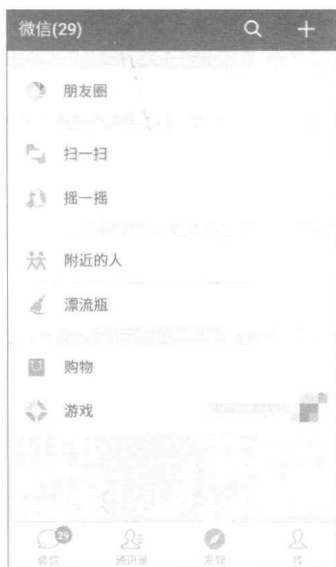 微信(29)
朋友圈
扫一扫
摇一摇
附近的人
漂流瓶
购物
游戏
29
微信
通讯录
发现
我